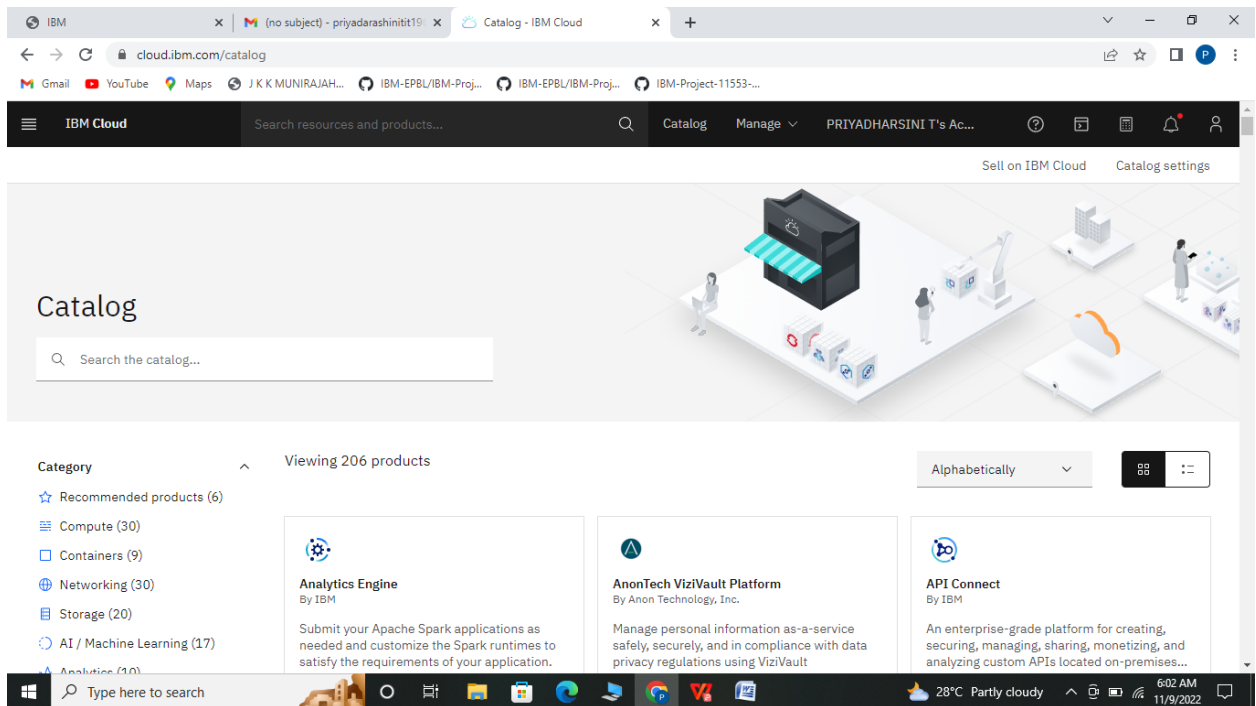 IBM
(no subject) - priyadarashinitit19
Catalog - IBM Cloud
cloud.ibm.com/catalog
P
Gmail
YouTube
Maps
J K K MUNIRAJAH...
IBM-EPBL/IBM-Proj...
IBM-EPBL/IBM-Proj...
IBM-Project-11553-...
IBM Cloud
Search resources and products...
Catalog
Manage
PRIYADHARSINI T's Ac...
Sell on IBM Cloud
Catalog settings
Catalog
Search the catalog...
Category
Recommended products (6)
Compute (30)
Containers (9)
Networking (30)
Storage (20)
AI / Machine Learning (17)
Analytics (10)
Viewing 206 products
Alphabetically
Analytics Engine
By IBM
Submit your Apache Spark applications as
needed and customize the Spark runtimes to
satisfy the requirements of your application.
AnonTech ViziVault Platform
By Anon Technology, Inc.
Manage personal information as-a-service
safely, securely, and in compliance with data
privacy regulations using ViziVault
API Connect
By IBM
An enterprise-grade platform for creating,
securing, managing, sharing, monetizing, and
analyzing custom APIs located on-premises...
Type here to search
28°C Partly cloudy
6:02 AM
11/9/2022